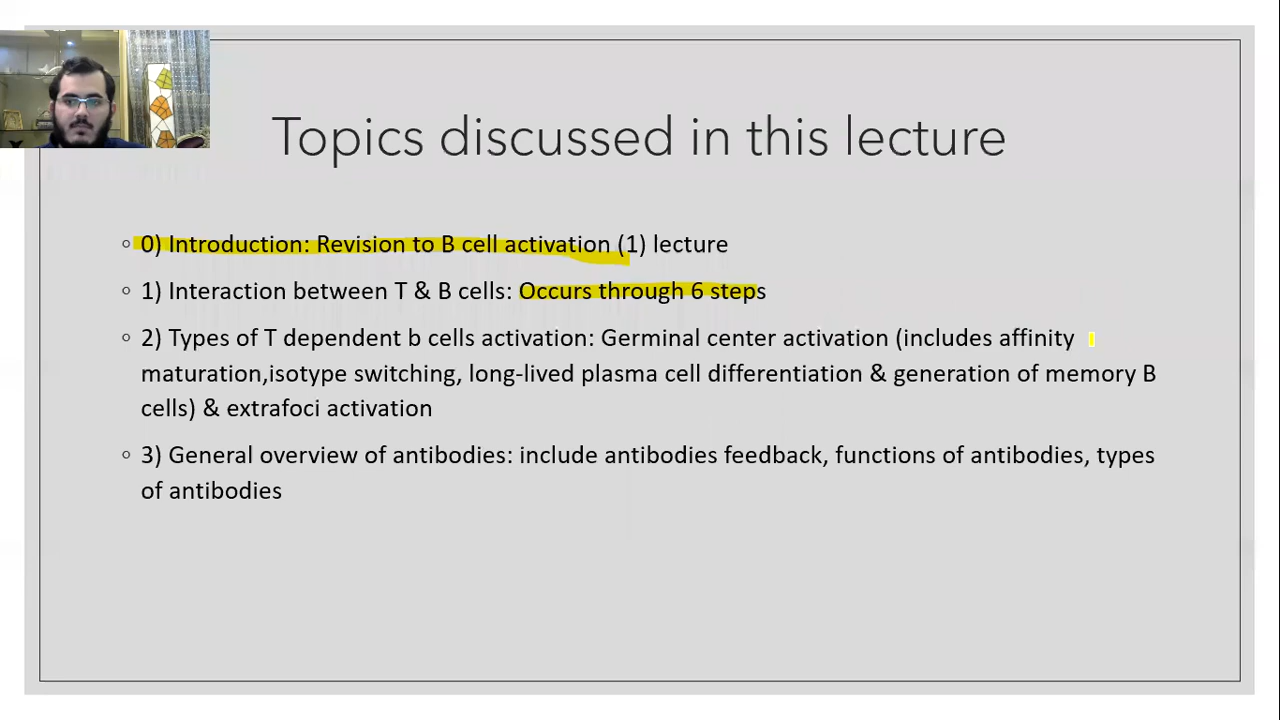 Topics discussed in this lecture
◦ 0) Introduction: Revision to B cell activation (1) lecture
◦ 1) Interaction between T & B cells: Occurs through 6 steps
◦ 2) Types of T dependent b cells activation: Germinal center activation (includes affinity
maturation,isotype switching, long-lived plasma cell differentiation & generation of memory B
cells) & extrafoci activation
◦ 3) General overview of antibodies: include antibodies feedback, functions of antibodies, types
of antibodies